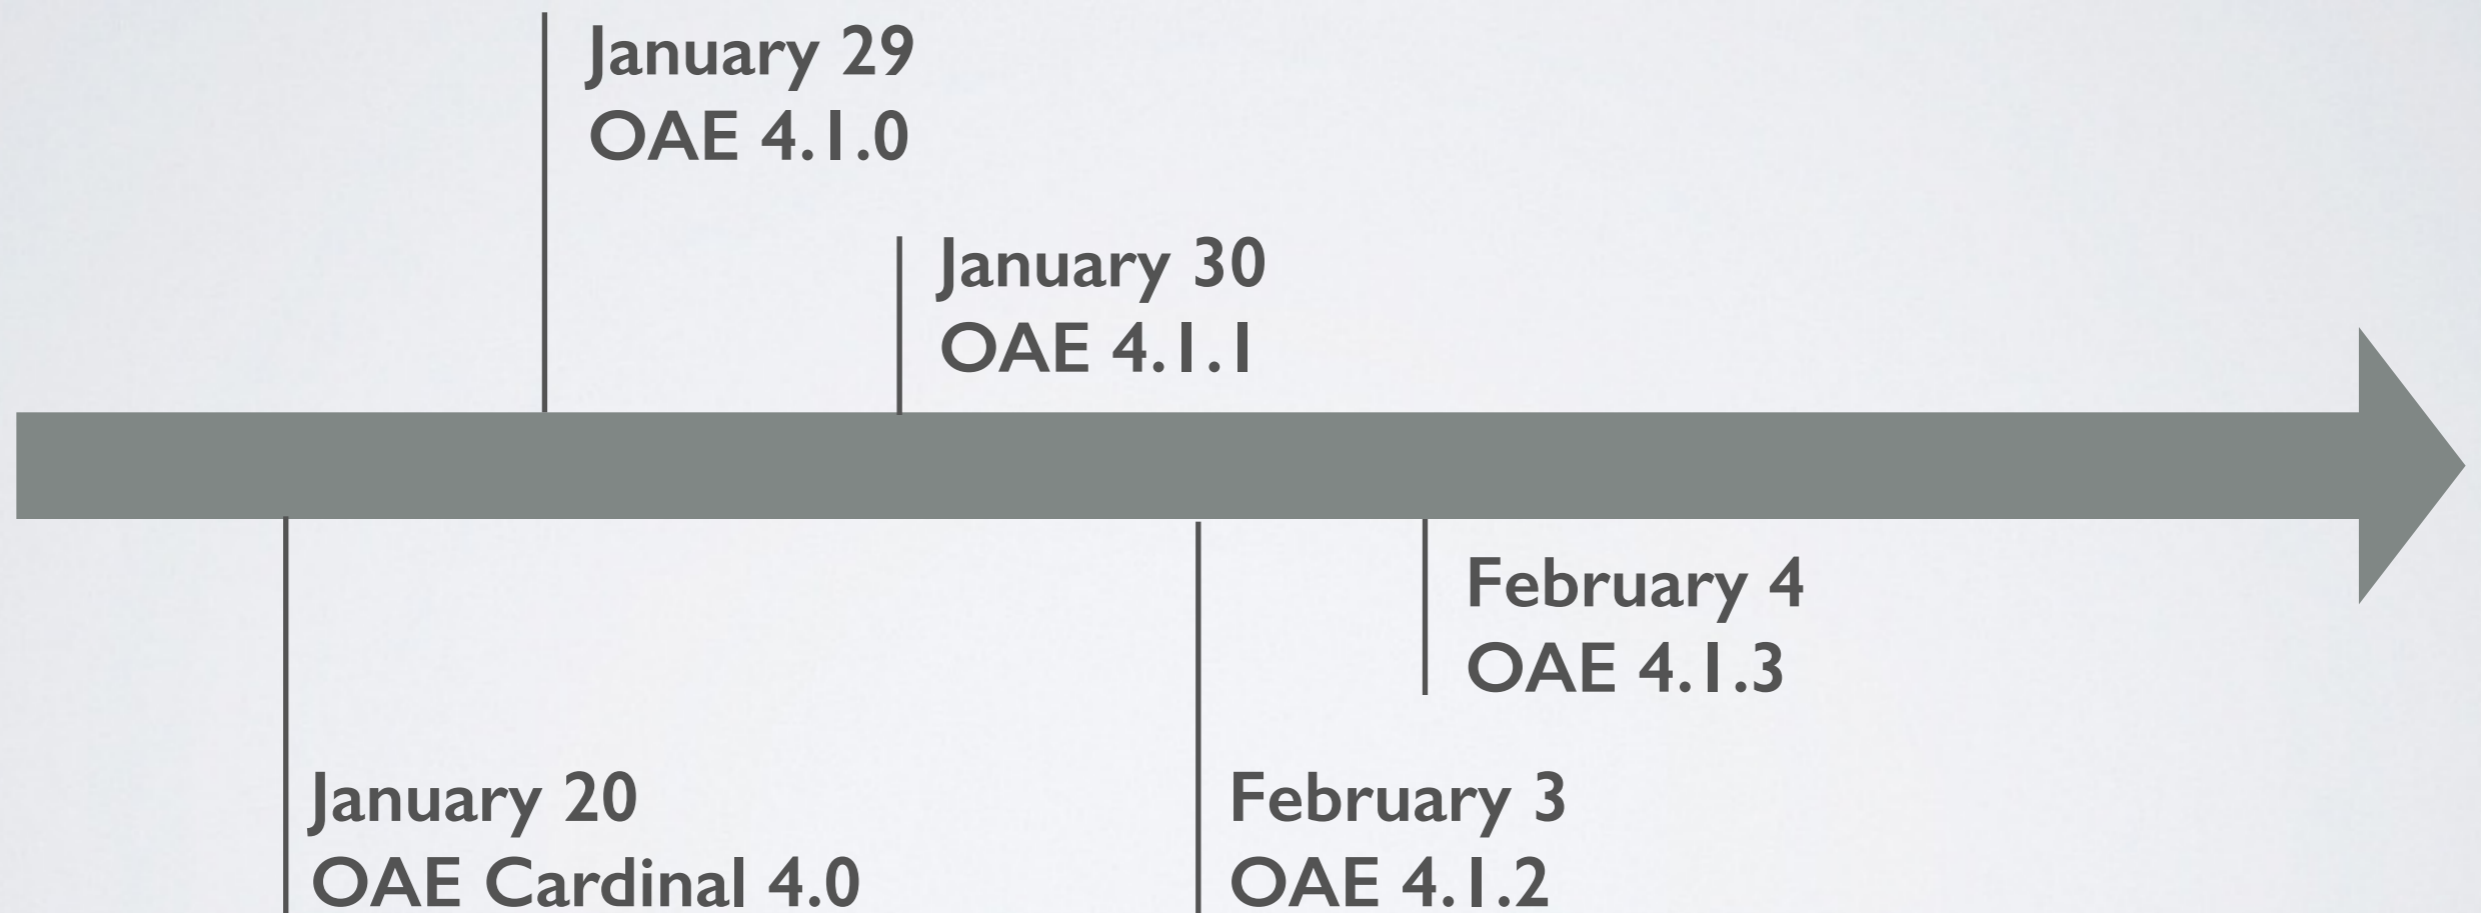 January 29
OAE 4.1.0
January 30
OAE 4.1.1
February 4
OAE 4.1.3
January 20
OAE Cardinal 4.0
February 3
OAE 4.1.2